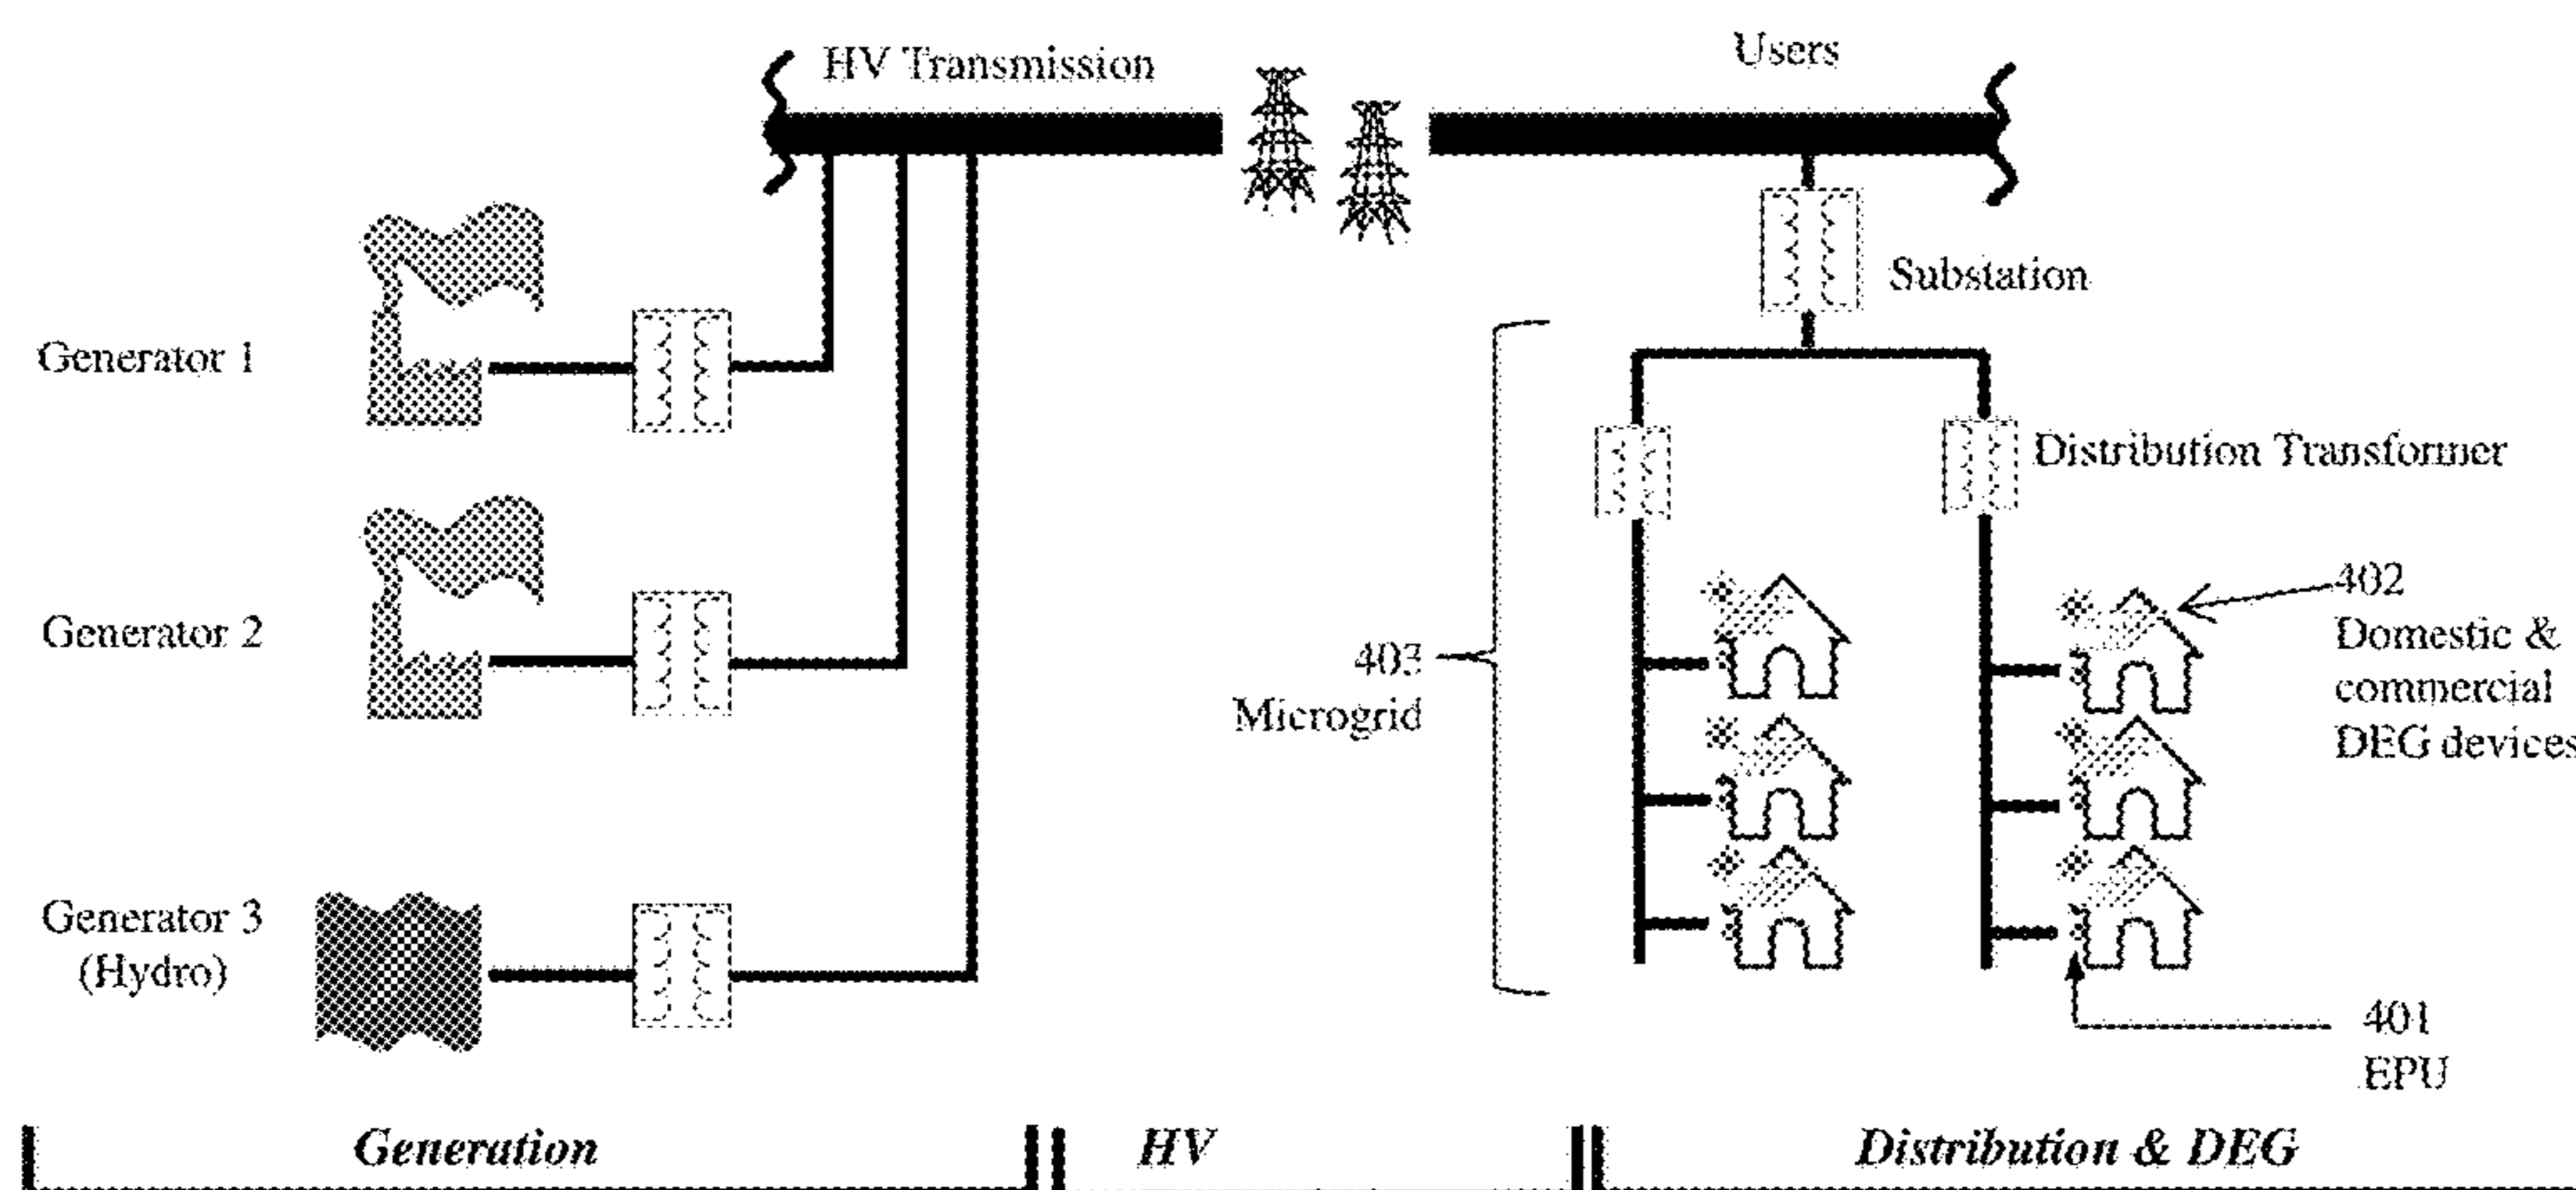 HV Transmission
Users
Substation
Generator 1
Distribution Transformer
402
Domestic &
commercial
DEG devices
Generator 2
403
Microgrid
Generator 3
(Hydro)
401
EPU
Generation
HV
Distribution & DEG